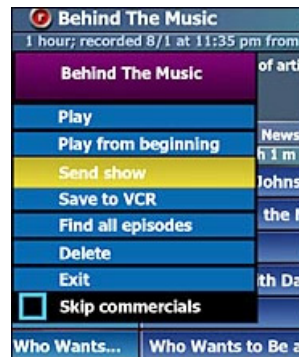 Behind The Music
1 hour; recorded 8/1 at 11:35 pm from
Behind The Music
of arti
Play
Play from beginning
News
h 1 m
Send show
Johns
Save to VCR
the
Find all episodes
Delete
Exit
th Da
Skip commercials
Who Wants...
Who Wants to Be a